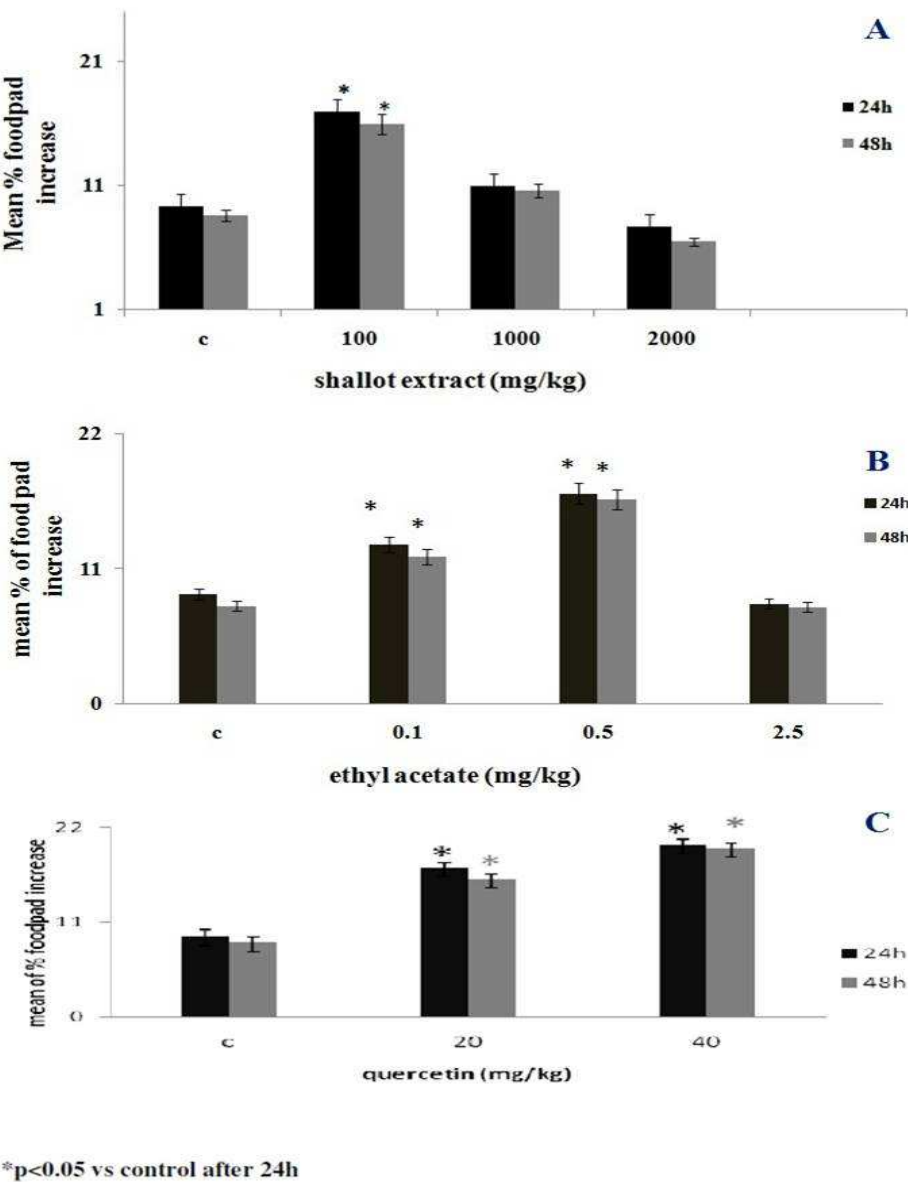 A
21
24h
48h
Mean % foodpad
increase
11
*
*
1
c
100
1000
2000
shallot extract (mg/kg)
22
B
24h
48h
mean % of food pad
increase
* *
* *
11
0
c
0.1
0.5
2.5
ethyl acetate (mg/kg)
22
C
* *
* *
mean of % foodpad increase
11
24h
48h
0
c
20
40
quercetin (mg/kg)
*p<0.05 vs control after 24h